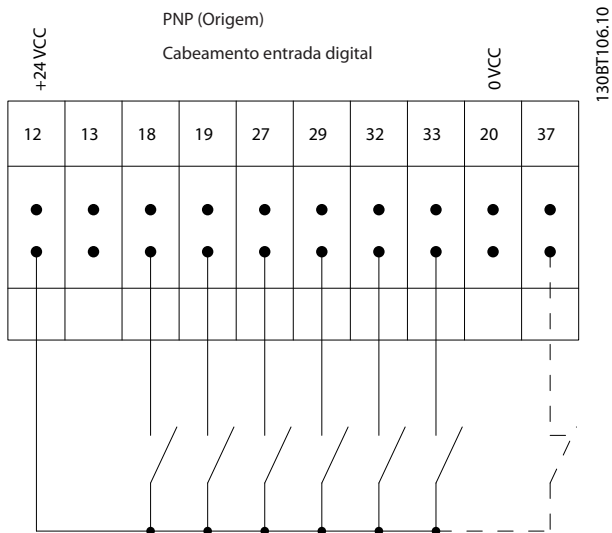 PNP (Origem)
Cabeamento entrada digital
+24 VCC
0 VCC
130BT106.10
12 13 18 19 27 29 32 33 20 37